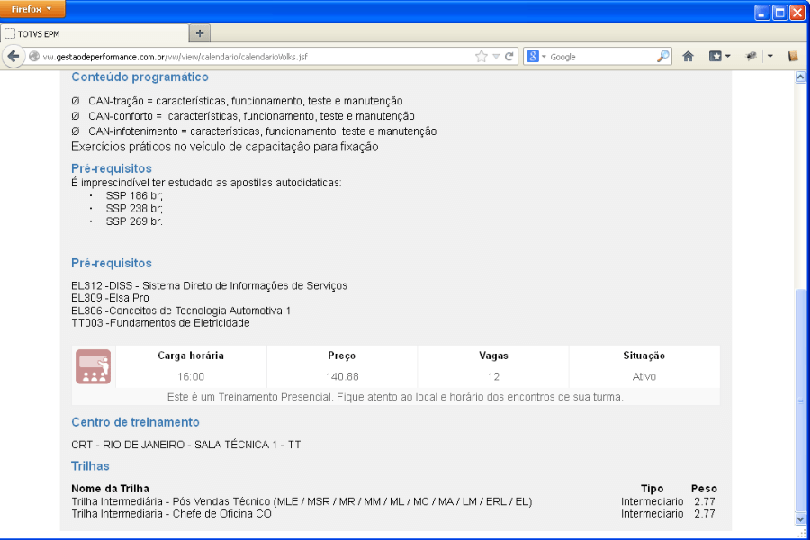 Firefox
TOTVS EPM
vw.gestaodeperformance.com.br/vw/view/calendario/calendarioVolks.jsf
Google
Conteúdo programático
Ø CAN-tração = características, funcionamento, teste e manutenção
Ø CAN-conforto = características, funcionamento, teste e manutenção
Ø CAN-infotenimento = características, funcionamento, teste e manutenção
Exercícios práticos no veículo de capacitação para fixação
Pré-requisitos
É imprescindível ter estudado as apostilas autodidaticas:
· SSP 186 br;
· SSP 238 br;
· SSP 269 br.
Pré-requisitos
EL312 -DISS - Sistema Direto de Informações de Serviços
EL309 -Elsa Pro
EL306 -Conceitos de Tecnologia Automotiva 1
TT003 -Fundamentos de Eletricidade
Carga horária Preço Vagas Situação
16:00 140.88 12 Ativo
Este é um Treinamento Presencial. Fique atento ao local e horário dos encontros de sua turma.
Centro de treinamento
CRT - RIO DE JANEIRO - SALA TÉCNICA 1 - TT
Trilhas
Nome da Trilha Tipo Peso
Trilha Intermediária - Pós Vendas Técnico (MLE / MSR / MR / MM / ML / MC / MA / LM / ERL / EL) Intermediario 2.77
Trilha Intermediaria - Chefe de Oficina CO Intermediario 2.77